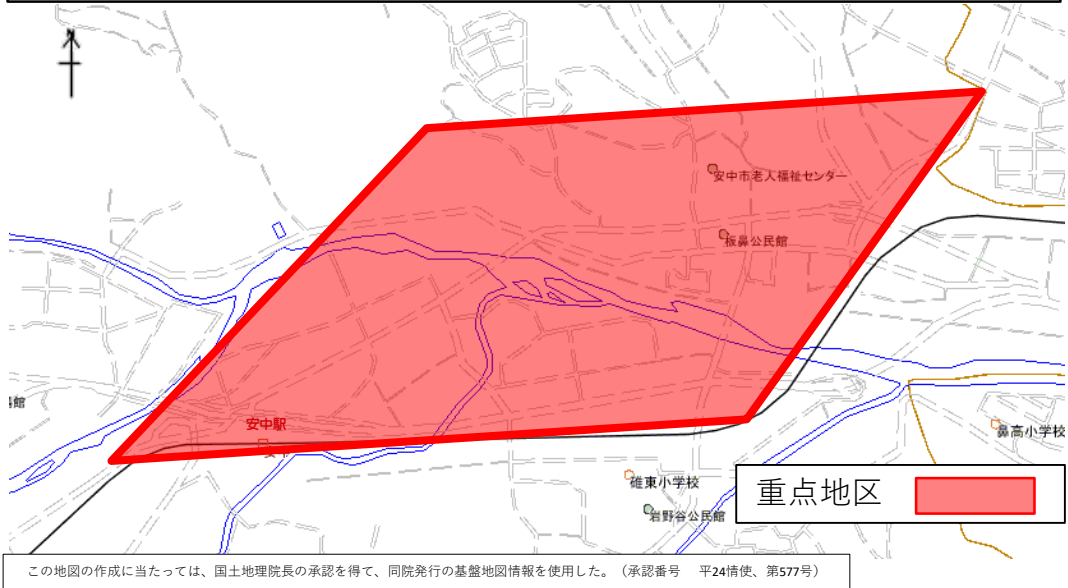 安中市老人福祉センター
板鼻公民館
館
安中駅
鼻高小学校
碓東小学校
岩野谷公民館
重点地区
この地図の作成に当たっては、国土地理院長の承認を得て、同院発行の基盤地図情報を使用した。（承認番号　平24情使、第577号）